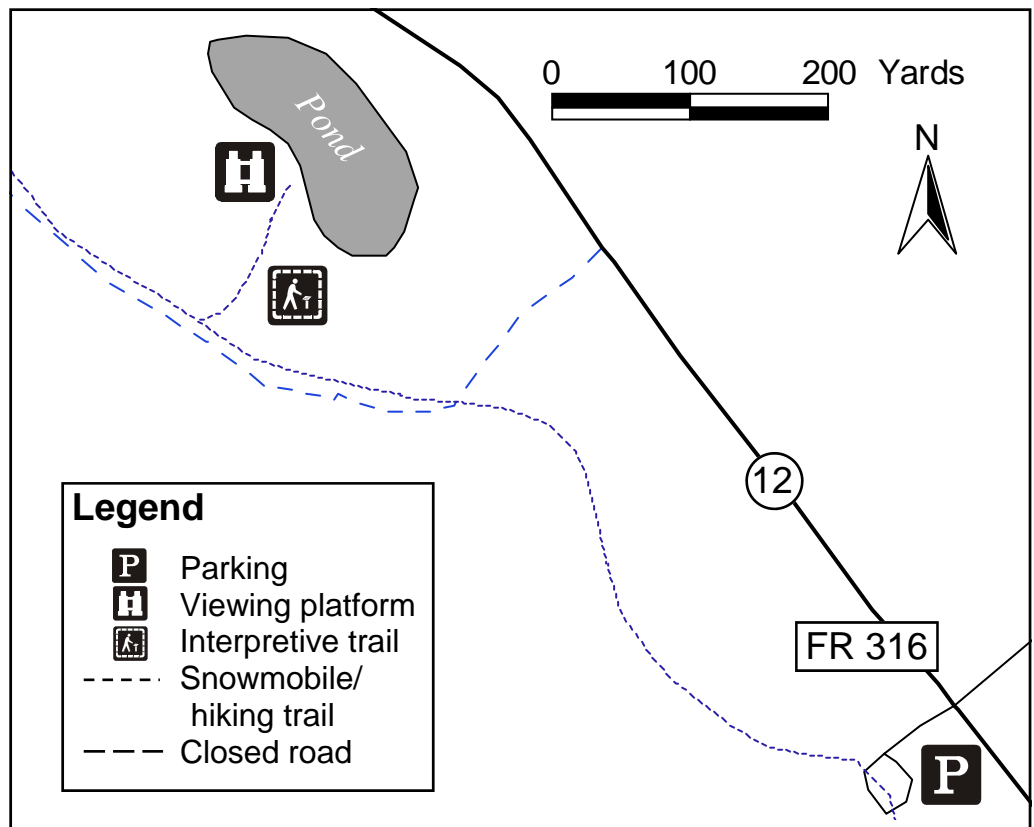 0 100 200 Yards
Pond
N
12
Legend
P Parking
Viewing platform
Interpretive trail
Snowmobile/
hiking trail
Closed road
FR 316
P